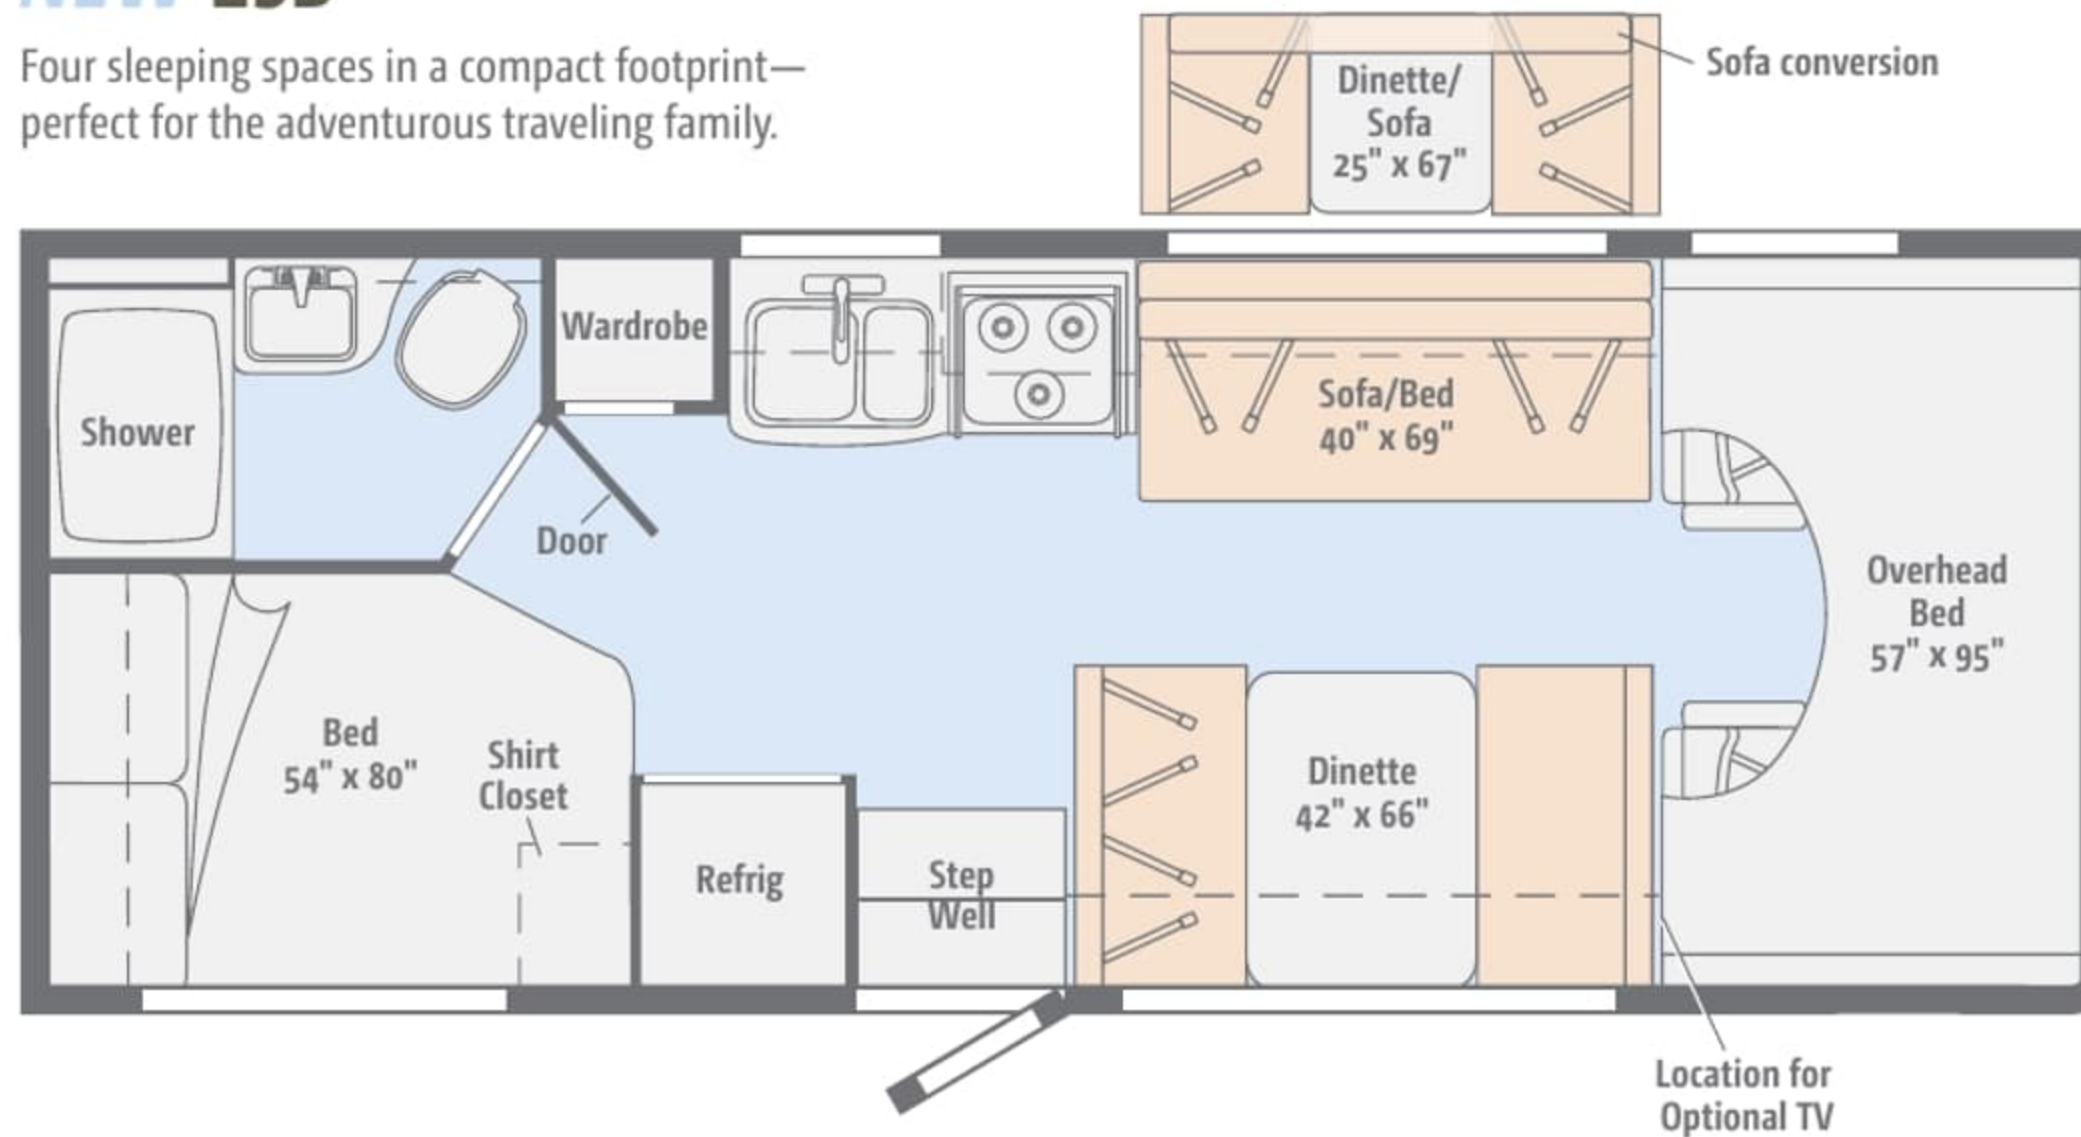 Four sleeping spaces in a compact footprint—
perfect for the adventurous traveling family.
Sofa conversion
Dinette/
Sofa
25" x 67"
Wardrobe
Shower
Sofa/Bed
40" x 69"
Door
Overhead
Bed
57" x 95"
Bed
54" x 80"
Shirt
Closet
Refrig
Step
Well
Dinette
42" x 66"
Location for
Optional TV